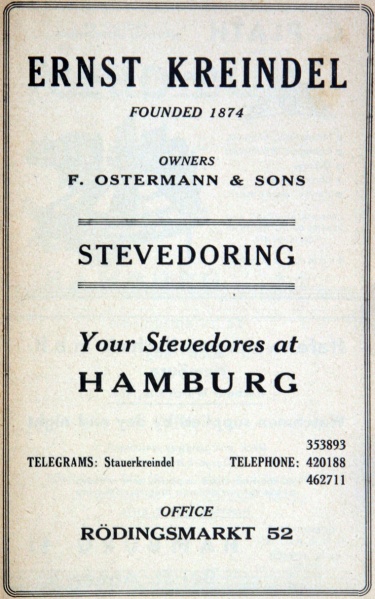 ERNST KREINDEL
FOUNDED 1874
OWNERS
F. OSTERMANN & SONS
STEVEDORING
Your Stevedores at
HAMBURG
353893
TELEGRAMS: Stauerkreindel TELEPHONE: 420188
462711
OFFICE
RÖDINGSMARKT 52